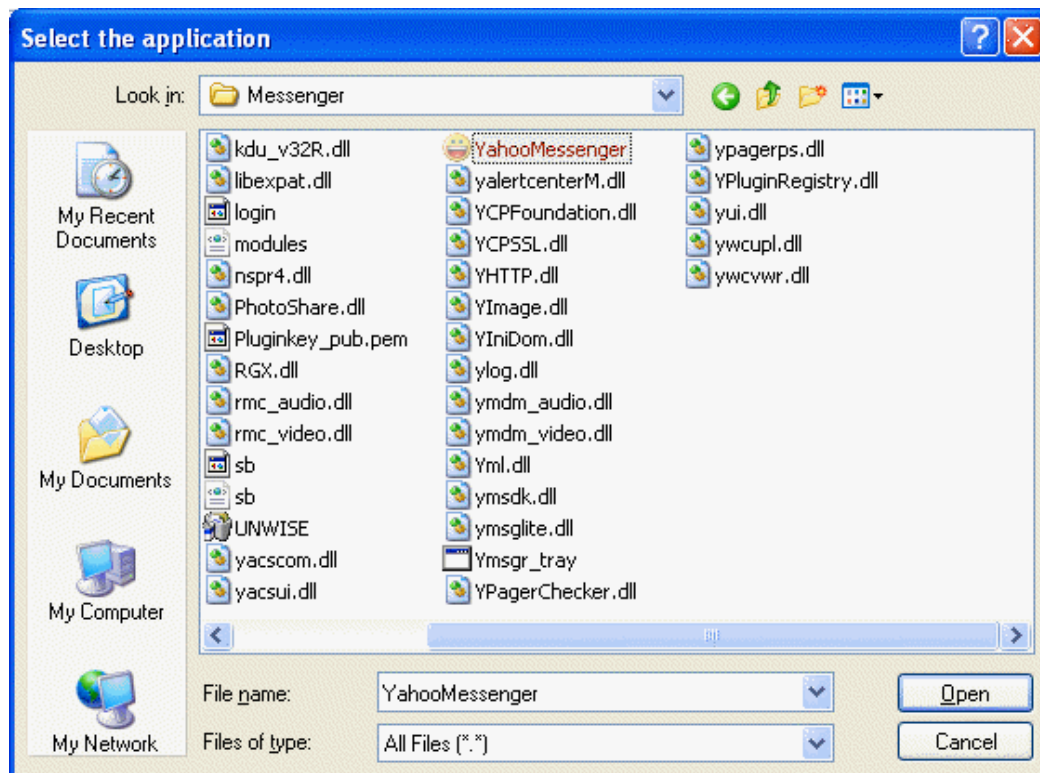 Select the application
Look in:
Messenger
My Recent
Documents
Desktop
My Documents
My Computer
My Network
kdu_v32R.dll
libexpat.dll
login
modules
nspr4.dll
PhotoShare.dll
Pluginkey_pub.pem
RGX.dll
rmc_audio.dll
rmc_video.dll
sb
sb
UNWISE
yacscom.dll
yacsui.dll
YahooMessenger
yalertcenterM.dll
YCPFoundation.dll
YCPSSL.dll
YHTTP.dll
YImage.dll
YIniDom.dll
ylog.dll
ymdm_audio.dll
ymdm_video.dll
Yml.dll
ymsdk.dll
ymsglite.dll
Ymsgr_tray
YPagerChecker.dll
ypagerps.dll
YPluginRegistry.dll
yui.dll
ywcupl.dll
ywcvwr.dll
File name:
YahooMessenger
Open
Files of type:
All Files (*.*)
Cancel